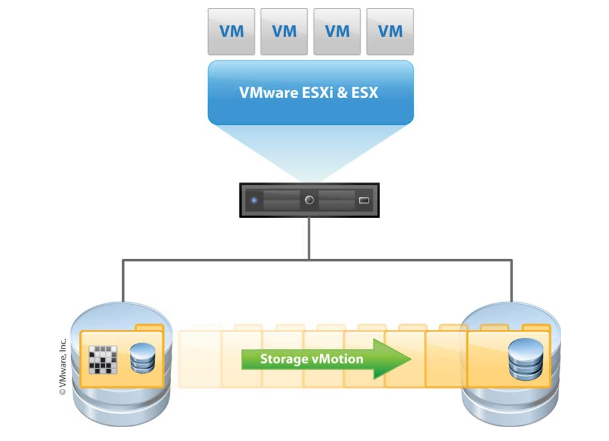 VM VM VM VM
VMware ESXi & ESX
Storage vMotion
© VMware, Inc.